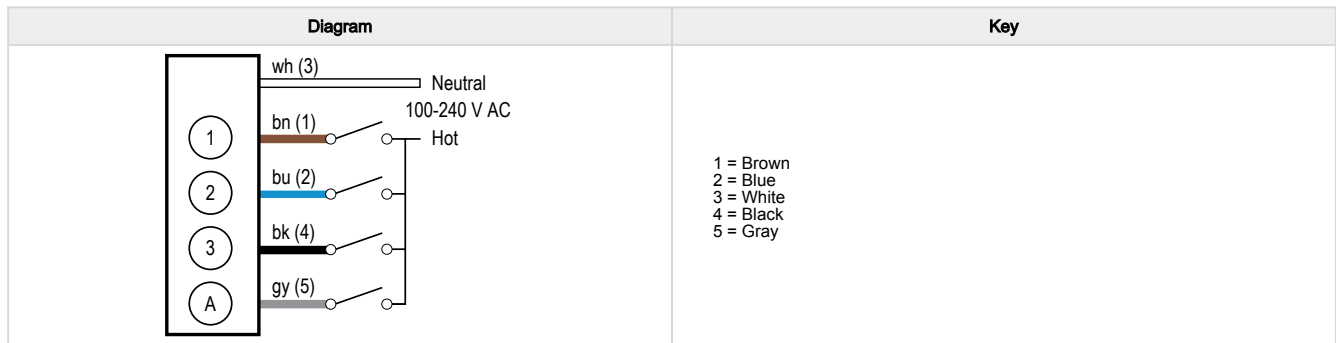 Diagram
Key
wh (3)
Neutral
100-240 V AC
1
bn (1)
Hot
2
bu (2)
3
bk (4)
A
gy (5)
1 = Brown
2 = Blue
3 = White
4 = Black
5 = Gray